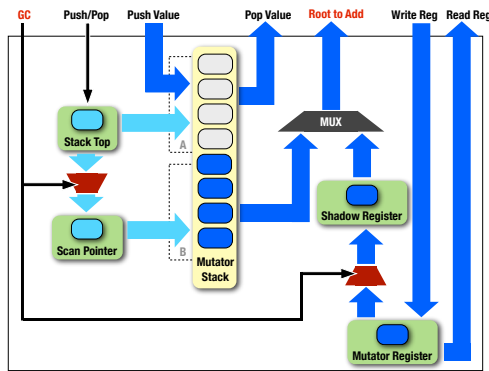 GC Push/Pop Push Value Pop Value Root to Add Write Reg Read Reg
MUX
Stack Top
A
Shadow Register
Scan Pointer
B
Mutator
Stack
Mutator Register